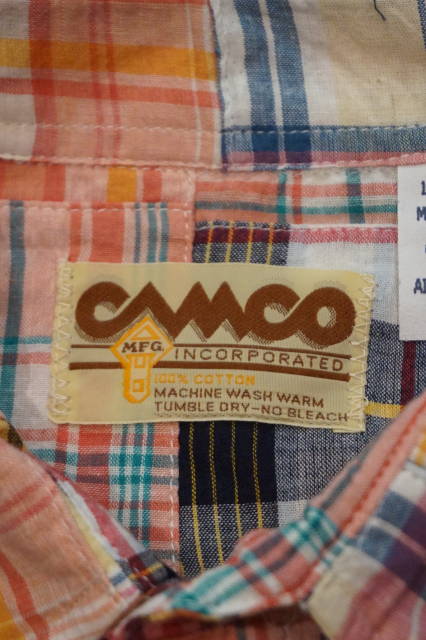 CAMCO
MFG.
INCORPORATED
100% COTTON
MACHINE WASH WARM
TUMBLE DRY-NO BLEACH